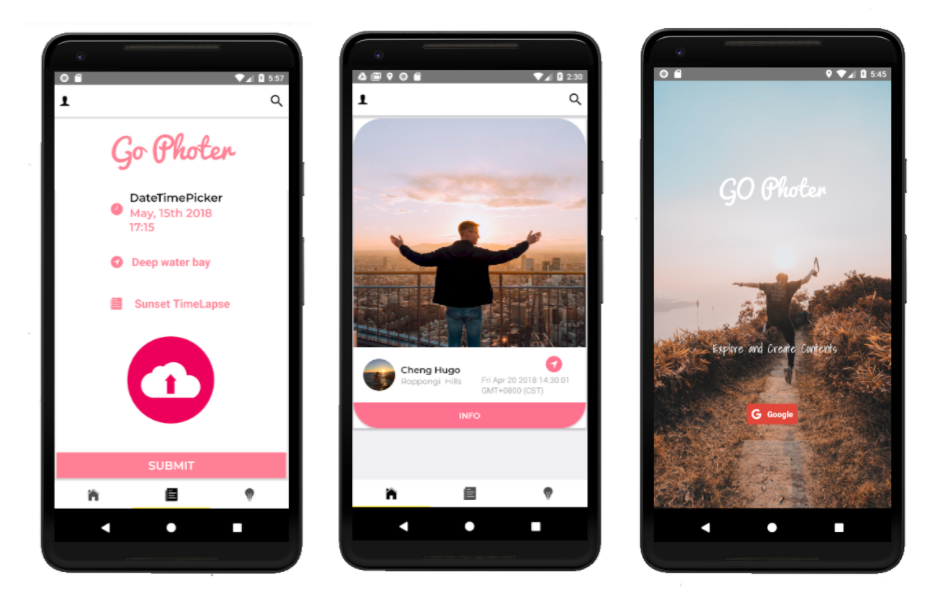 5:57
Go Photer
DateTimePicker
May, 15th 2018
17:15
Deep water bay
Sunset TimeLapse
SUBMIT
2:30
Cheng Hugo
Roppongi Hills
Fri Apr 20 2018 14:30:01
GMT+0800 (CST)
INFO
5:45
GO Photer
Explore and Create Contents
G Google